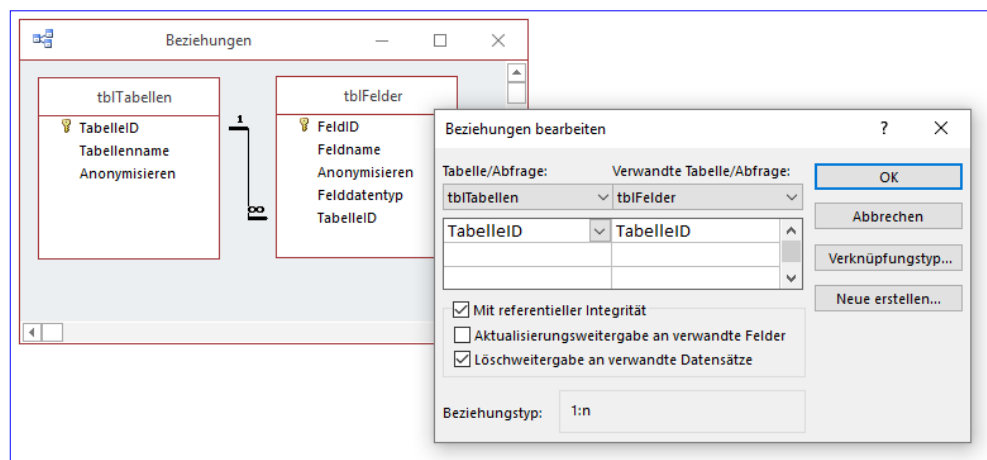 Beziehungen
tblTabellen
TabelleID
Tabellenname
Anonymisieren
1
∞
tblFelder
FeldID
Feldname
Anonymisieren
Felddatentyp
TabelleID
Beziehungen bearbeiten
?
Tabelle/Abfrage: Verwandte Tabelle/Abfrage:
tblTabellen tblFelder
TabelleID TabelleID
Mit referentieller Integrität
Aktualisierungsweitergabe an verwandte Felder
Löschweitergabe an verwandte Datensätze
Beziehungstyp: 1:n
OK
Abbrechen
Verknüpfungstyp...
Neue erstellen...